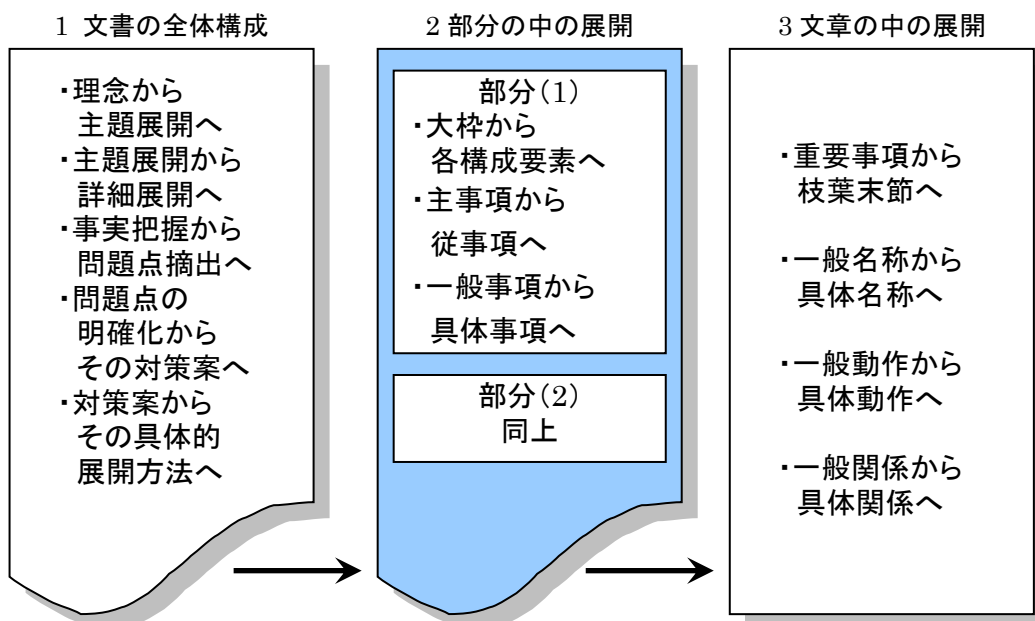 1 文書の全体構成
・理念から
主題展開へ
・主題展開から
詳細展開へ
・事実把握から
問題点摘出へ
・問題点の
明確化から
その対策案へ
・対策案から
その具体的
展開方法へ
2 部分の中の展開
部分(1)
・大枠から
各構成要素へ
・主事項から
従事項へ
・一般事項から
具体事項へ
部分(2)
同上
3 文章の中の展開
・重要事項から
枝葉末節へ
・一般名称から
具体名称へ
・一般動作から
具体動作へ
・一般関係から
具体関係へ